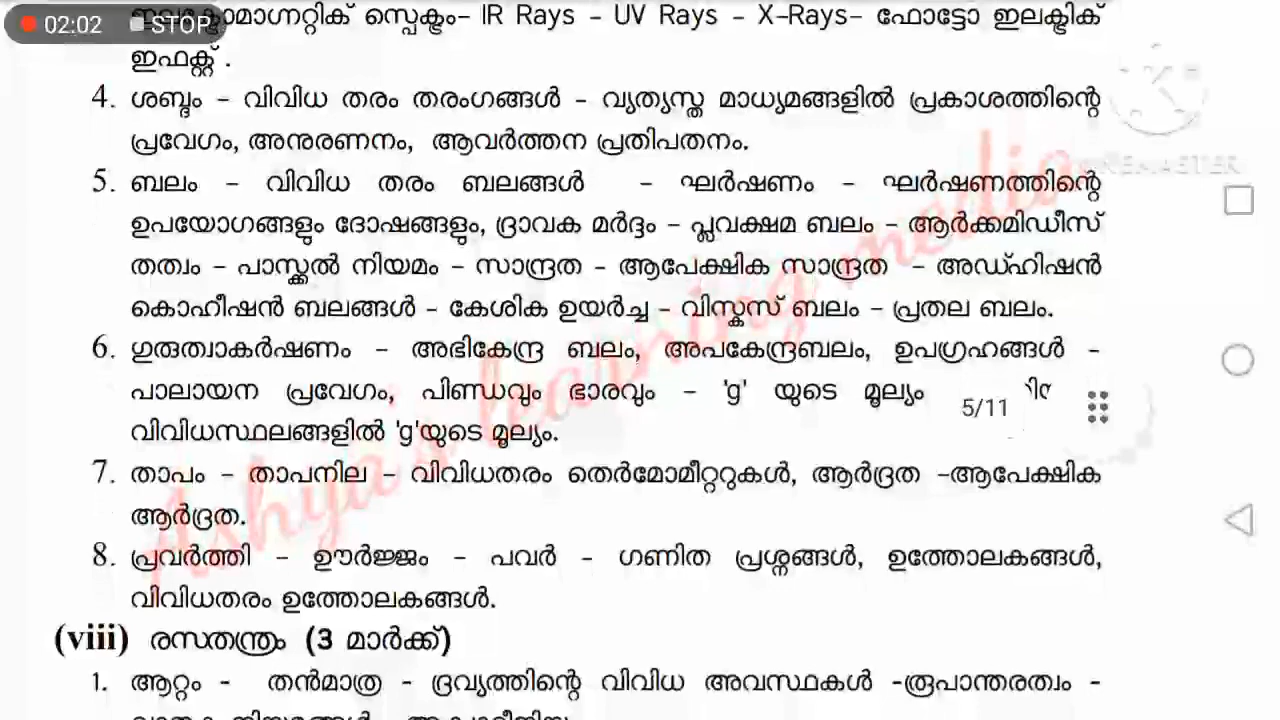 02:02 STOP
ഇലക്ട്രോമാഗ്നറ്റിക് സ്പെക്ട്രം– IR Rays – UV Rays – X–Rays– ഫോട്ടോ ഇലക്ട്രിക്
ഇഫക്റ്റ് .
4. ശബ്ദം – വിവിധ തരം തരംഗങ്ങൾ – വ്യത്യസ്ത മാധ്യമങ്ങളിൽ പ്രകാശത്തിന്റെ
പ്രവേഗം, അനുരണനം, ആവർത്തന പ്രതിപതനം.
KINEMASTER
5. ബലം – വിവിധ തരം ബലങ്ങൾ – ഘർഷണം – ഘർഷണത്തിന്റെ
ഉപയോഗങ്ങളും ദോഷങ്ങളും, ദ്രാവക മർദ്ദം – പ്ലവക്ഷമ ബലം – ആർക്കമിഡീസ്
തത്വം – പാസ്ക്കൽ നിയമം – സാന്ദ്രത – ആപേക്ഷിക സാന്ദ്രത – അഡ്ഹിഷൻ
കൊഹീഷൻ ബലങ്ങൾ – കേശിക ഉയർച്ച – വിസ്കസ് ബലം – പ്രതല ബലം.
6. ഗുരുത്വാകർഷണം – അഭികേന്ദ്ര ബലം, അപകേന്ദ്രബലം, ഉപഗ്രഹങ്ങൾ –
പാലായന പ്രവേഗം, പിണ്ഡവും ഭാരവും – 'g' യുടെ മൂല്യം
5/11
വിവിധസ്ഥലങ്ങളിൽ 'g'യുടെ മൂല്യം.
7. താപം – താപനില – വിവിധതരം തെർമോമീറ്ററുകൾ, ആർദ്രത –ആപേക്ഷിക
ആർദ്രത.
8. പ്രവർത്തി – ഊർജ്ജം – പവർ – ഗണിത പ്രശ്നങ്ങൾ, ഉത്തോലകങ്ങൾ,
വിവിധതരം ഉത്തോലകങ്ങൾ.
(viii) രസതന്ത്രം (3 മാർക്ക്)
1. ആറ്റം – തൻമാത്ര – ദ്രവ്യത്തിന്റെ വിവിധ അവസ്ഥകൾ –രൂപാന്തരത്വം –
Ashya's learning media